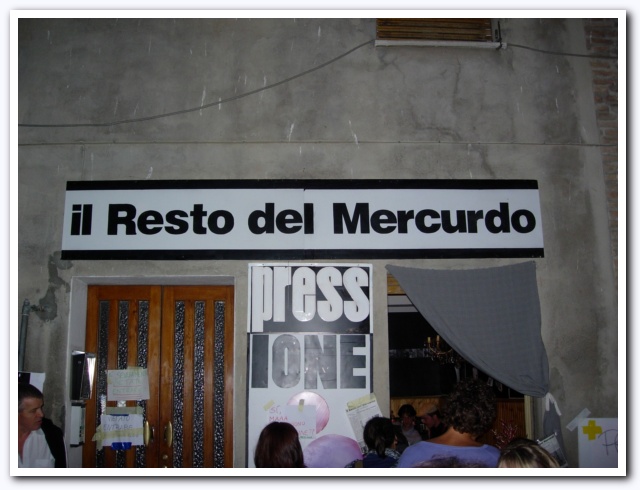 il Resto del Mercurdo
press
IONE